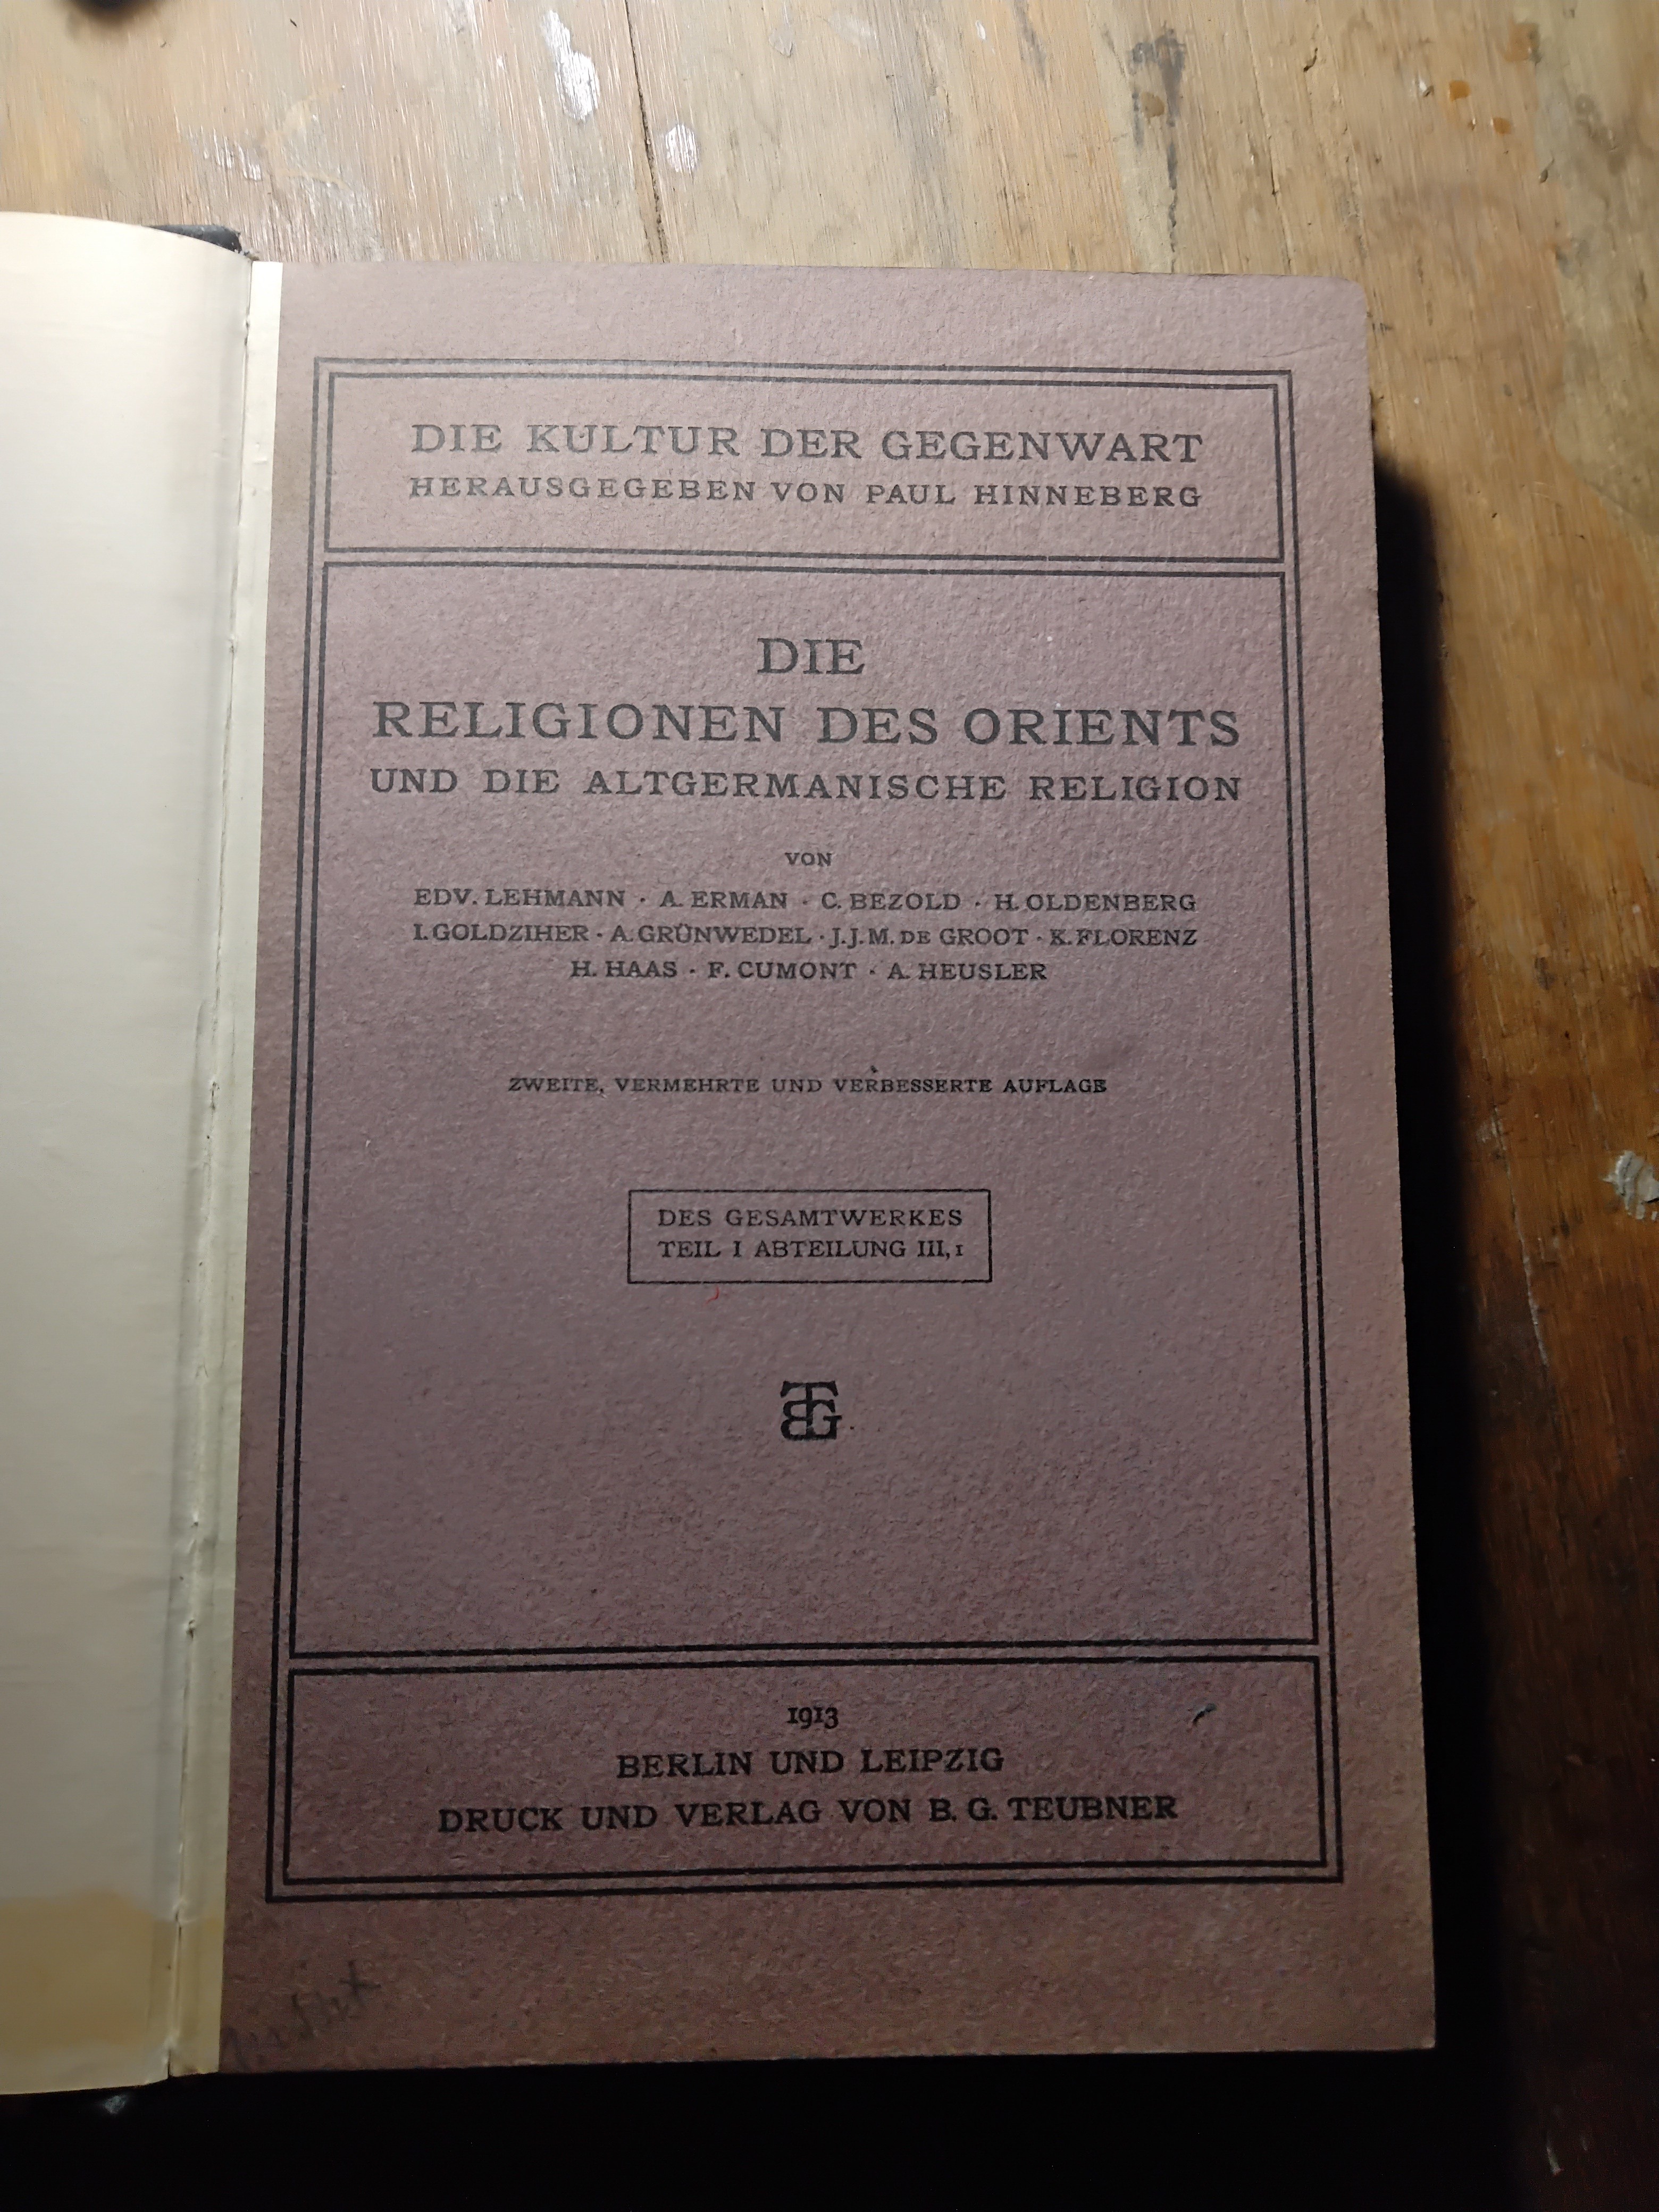 DIE KULTUR DER GEGENWART
HERAUSGEGEBEN VON PAUL HINNEBERG
DIE
RELIGIONEN DES ORIENTS
UND DIE ALTGERMANISCHE RELIGION
VON
EDV. LEHMANN · A. ERMAN · C. BEZOLD · H. OLDENBERG
I. GOLDZIHER · A. GRÜNWEDEL · J. J. M. DE GROOT · K. FLORENZ
H. HAAS · F. CUMONT · A. HEUSLER
ZWEITE, VERMEHRTE UND VERBESSERTE AUFLAGE
DES GESAMTWERKES
TEIL I ABTEILUNG III, 1
BTG
1913
BERLIN UND LEIPZIG
DRUCK UND VERLAG VON B. G. TEUBNER